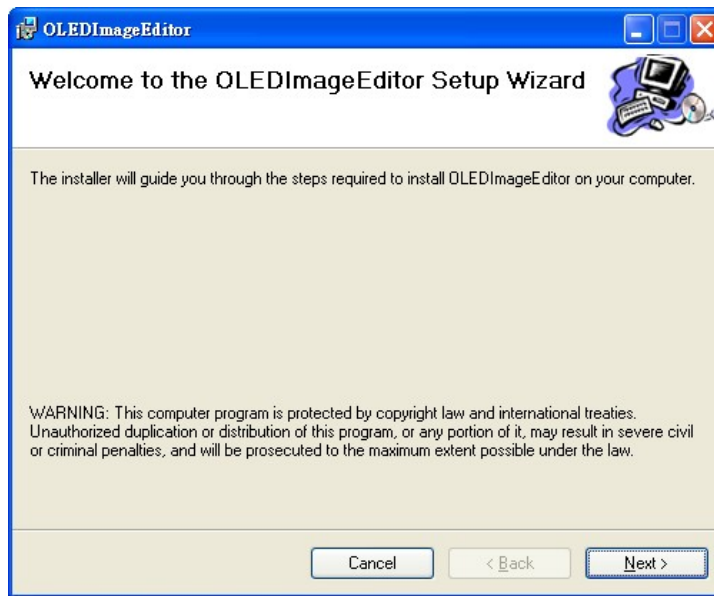 OLEDImageEditor
Welcome to the OLEDImageEditor Setup Wizard
The installer will guide you through the steps required to install OLEDImageEditor on your computer.
WARNING: This computer program is protected by copyright law and international treaties.
Unauthorized duplication or distribution of this program, or any portion of it, may result in severe civil
or criminal penalties, and will be prosecuted to the maximum extent possible under the law.
Cancel
< Back
Next >